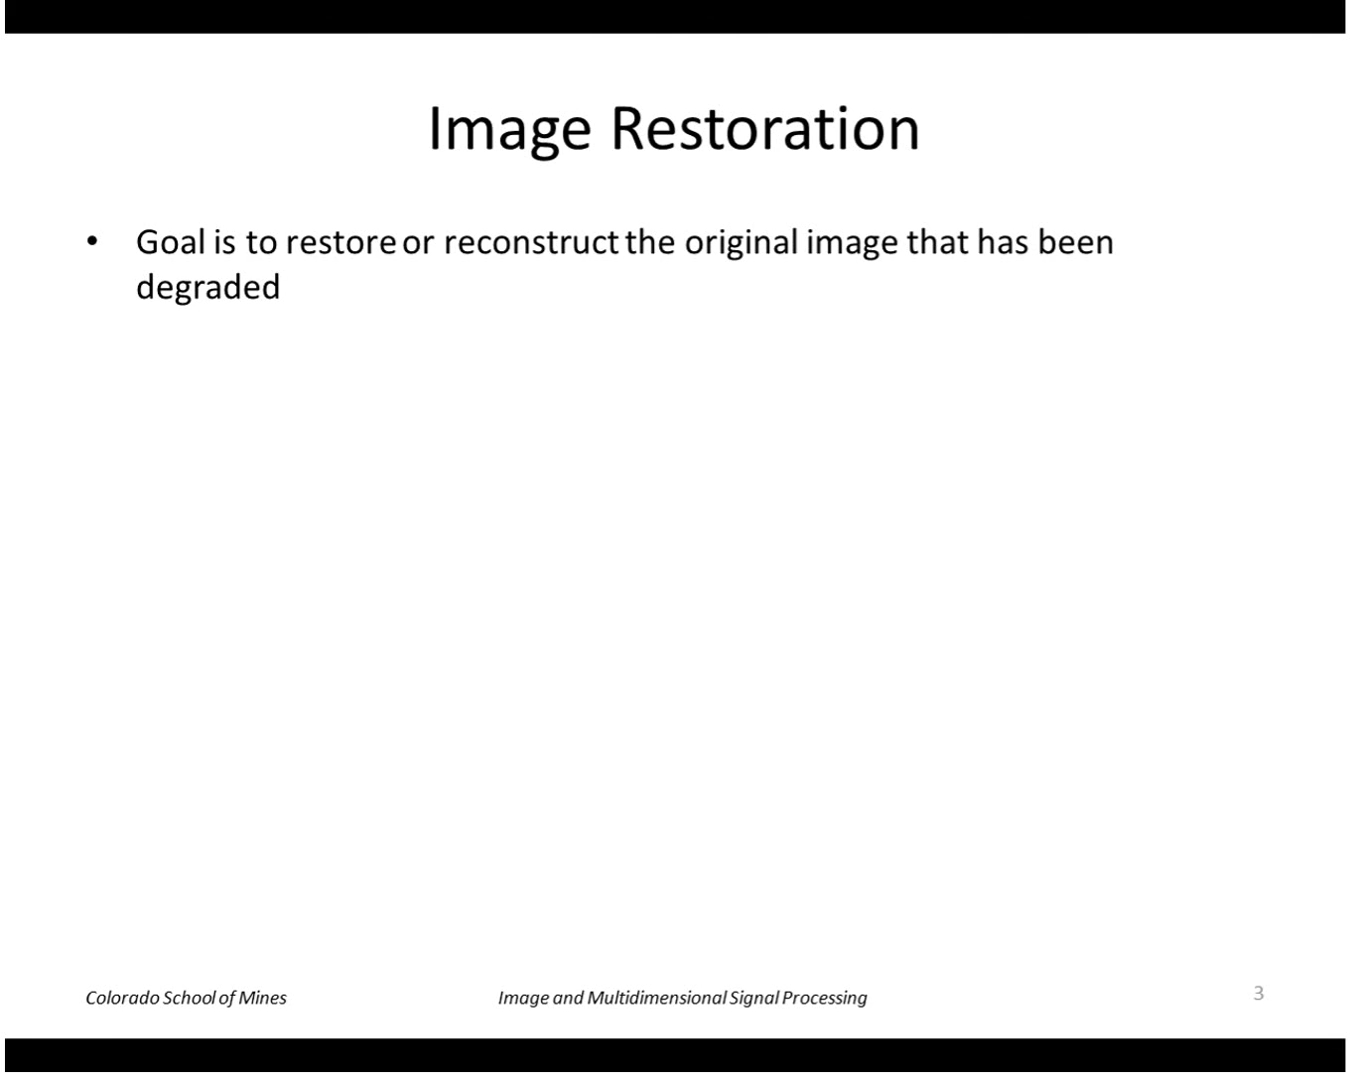 Image Restoration
• Goal is to restore or reconstruct the original image that has been
degraded
Colorado School of Mines
Image and Multidimensional Signal Processing
3